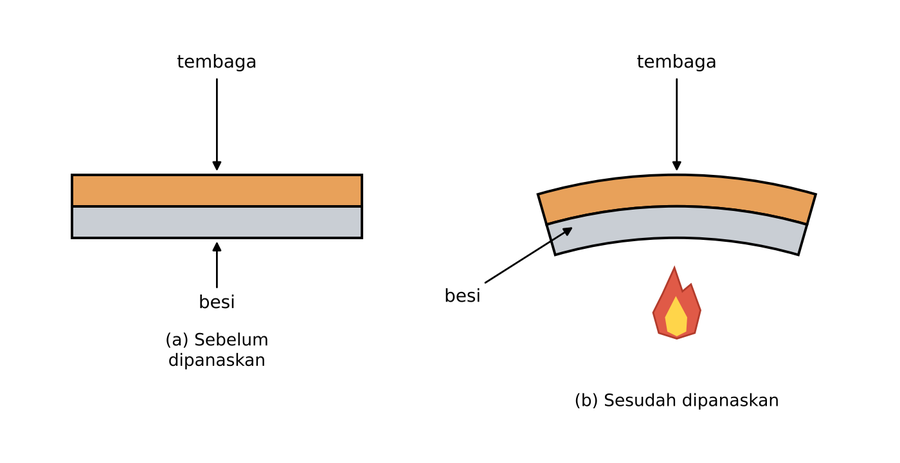 tembaga
besi
(a) Sebelum
dipanaskan
tembaga
besi
(b) Sesudah dipanaskan